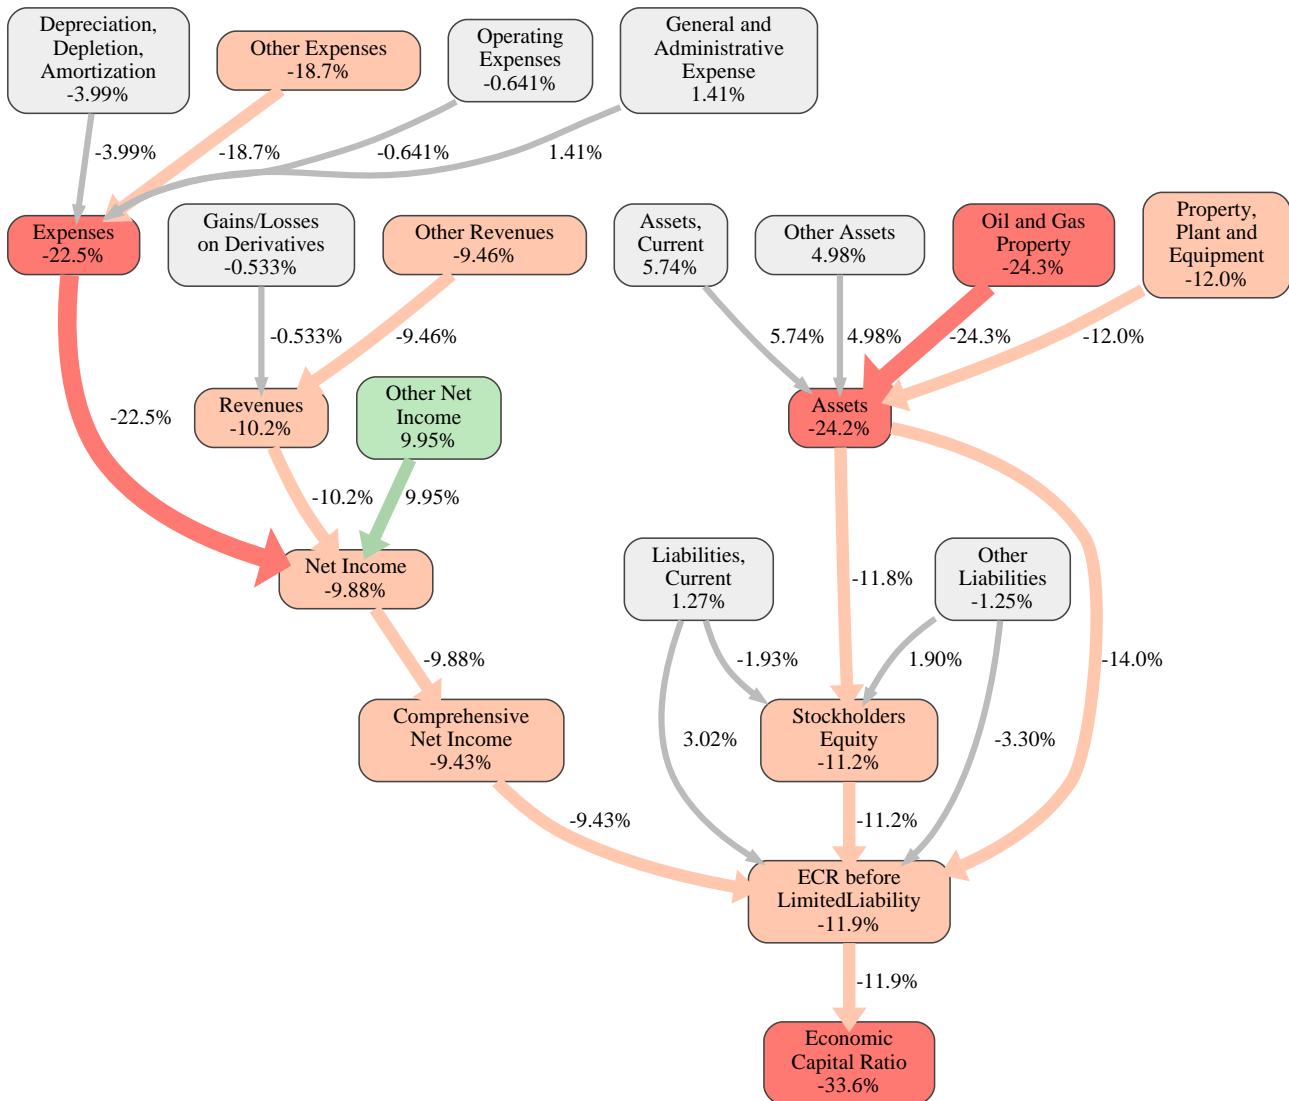 Depreciation,
Depletion,
Amortization
-3.99%
Other Expenses
-18.7%
Operating
Expenses
-0.641%
General and
Administrative
Expense
1.41%
-3.99%
-18.7%
-0.641%
1.41%
Expenses
-22.5%
Gains/Losses
on Derivatives
-0.533%
Other Revenues
-9.46%
Assets,
Current
5.74%
Other Assets
4.98%
Oil and Gas
Property
-24.3%
Property,
Plant and
Equipment
-12.0%
-0.533%
-9.46%
5.74%
4.98%
-24.3%
-12.0%
-22.5%
Revenues
-10.2%
Other Net
Income
9.95%
Assets
-24.2%
-10.2%
9.95%
Net Income
-9.88%
Liabilities,
Current
1.27%
-11.8%
Other
Liabilities
-1.25%
-9.88%
-1.93%
1.90%
-14.0%
Comprehensive
Net Income
-9.43%
3.02%
Stockholders
Equity
-11.2%
-3.30%
-9.43%
-11.2%
ECR before
LimitedLiability
-11.9%
-11.9%
Economic
Capital Ratio
-33.6%